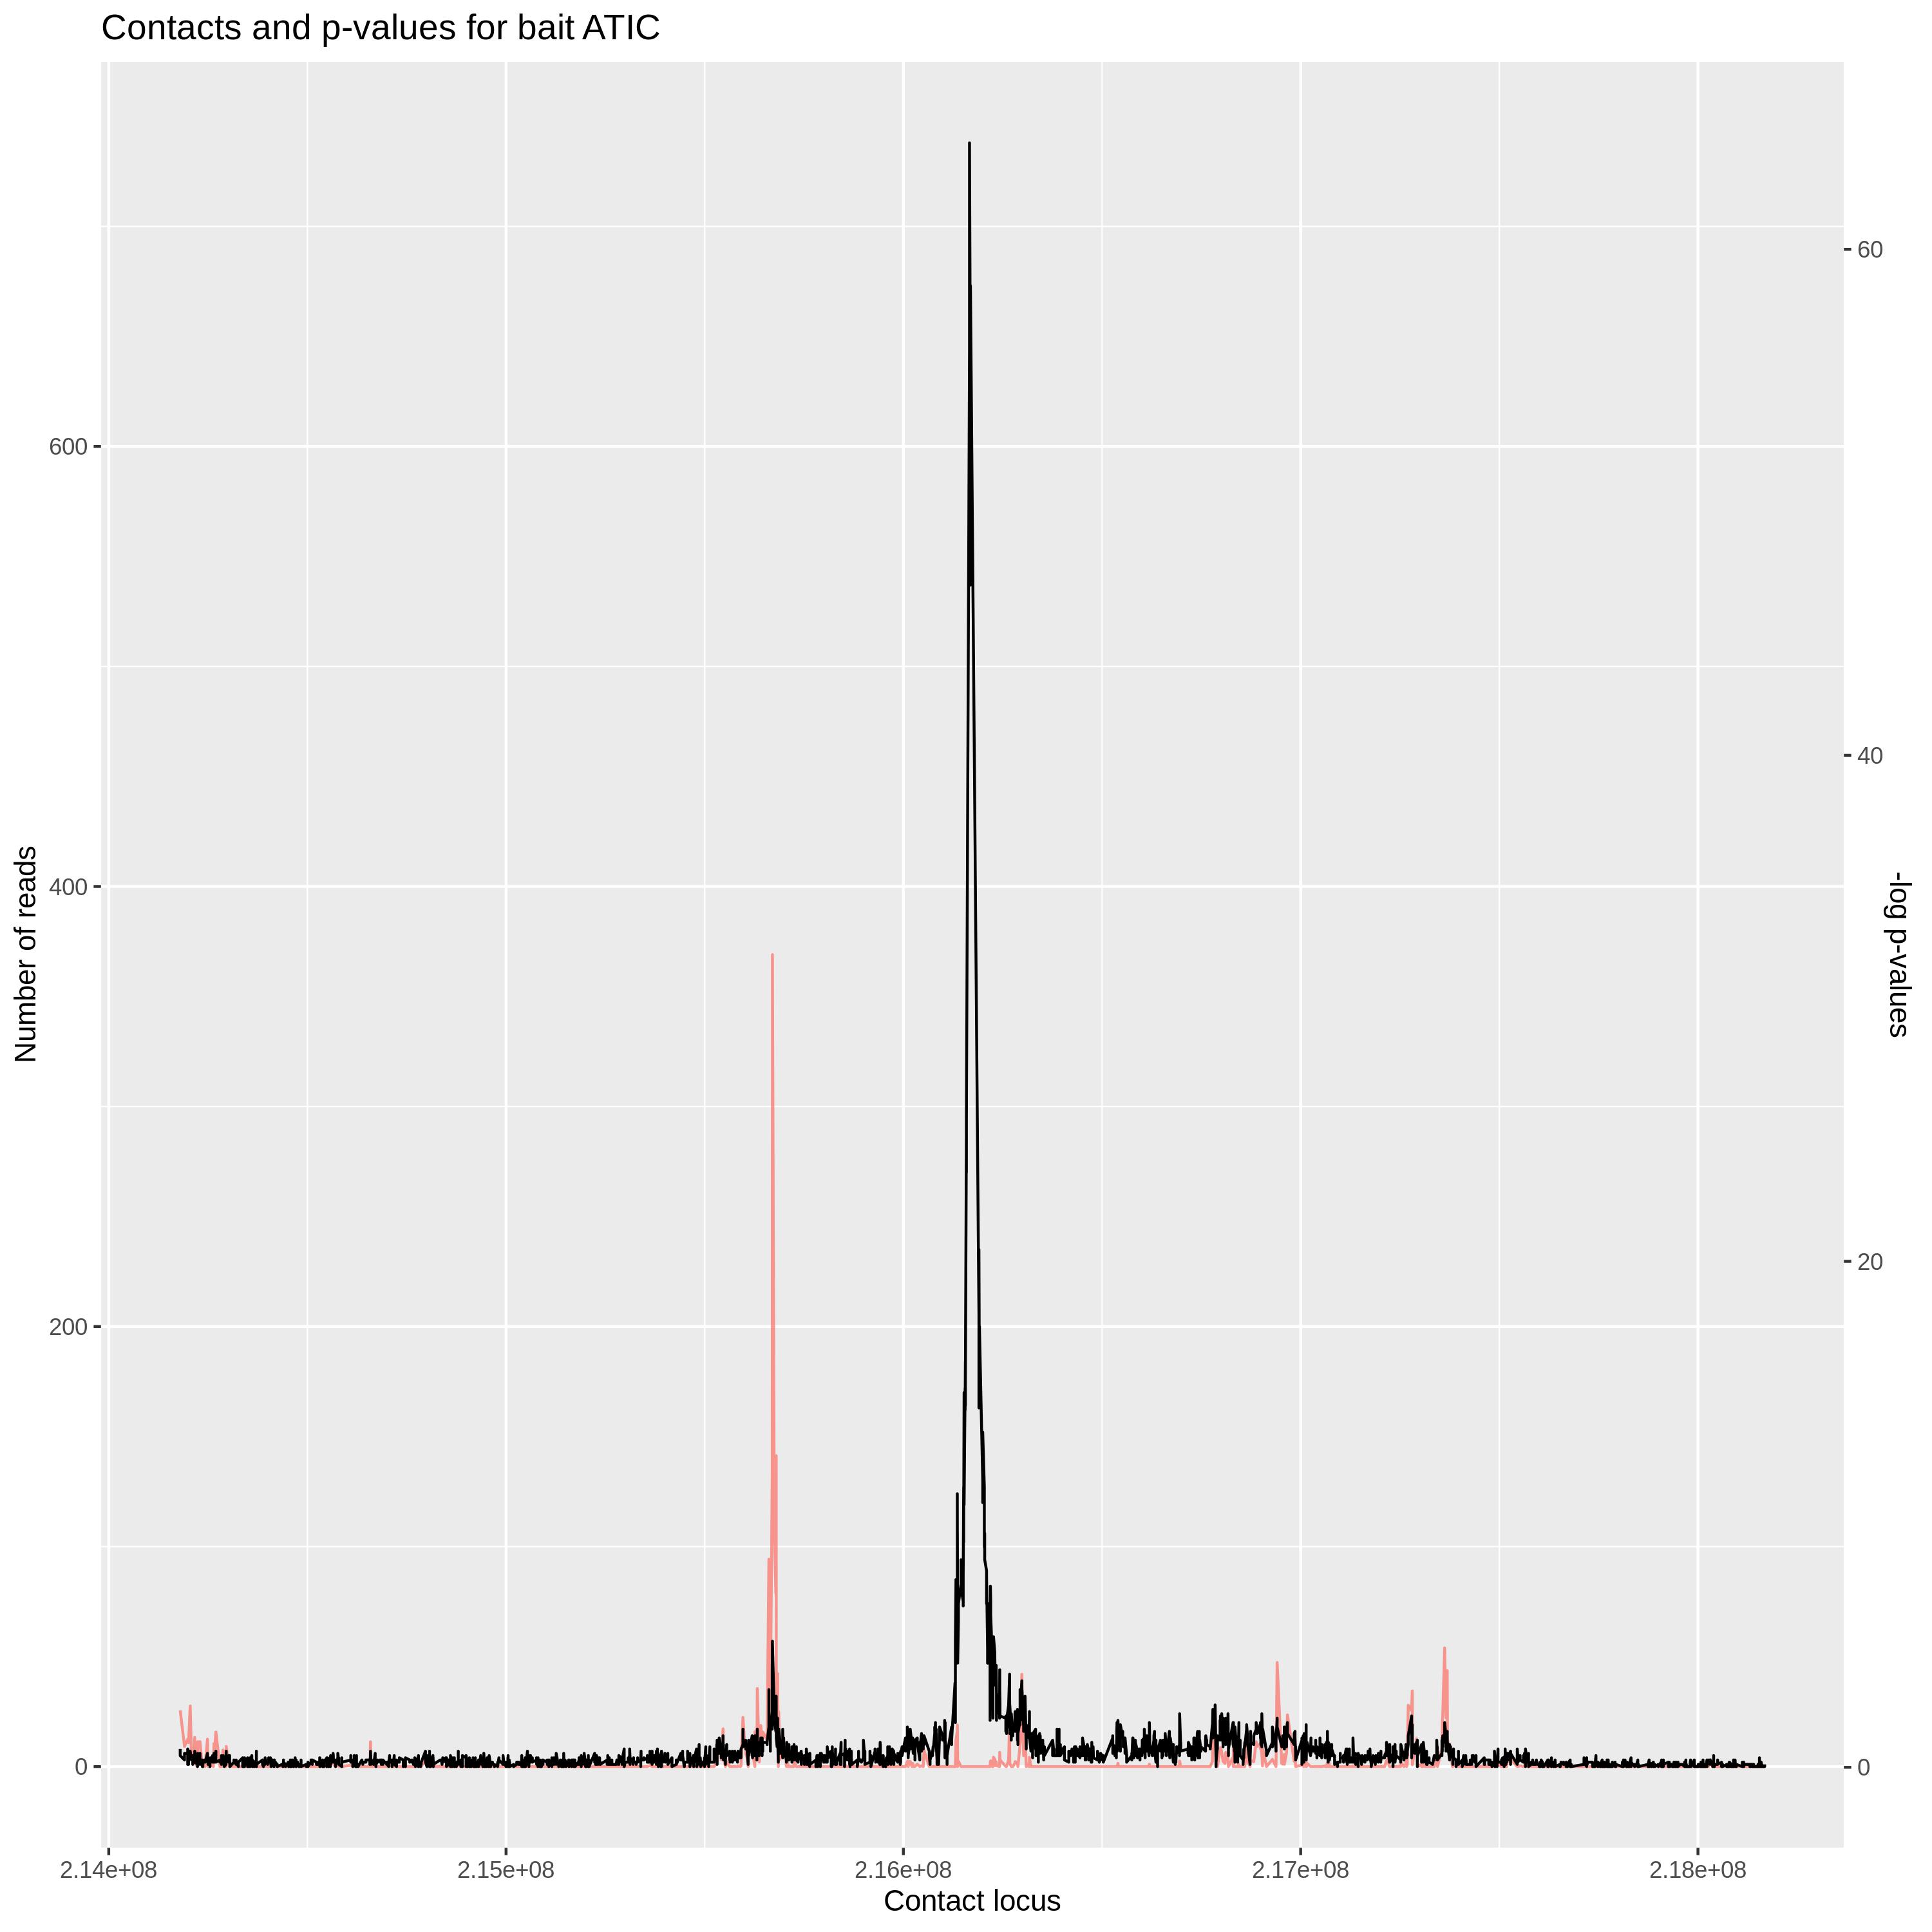 Contacts and p-values for bait ATIC
Number of reads
600
400
200
0
60
40
20
0
-log p-values
2.14e+08 2.15e+08 2.16e+08 2.17e+08 2.18e+08
Contact locus